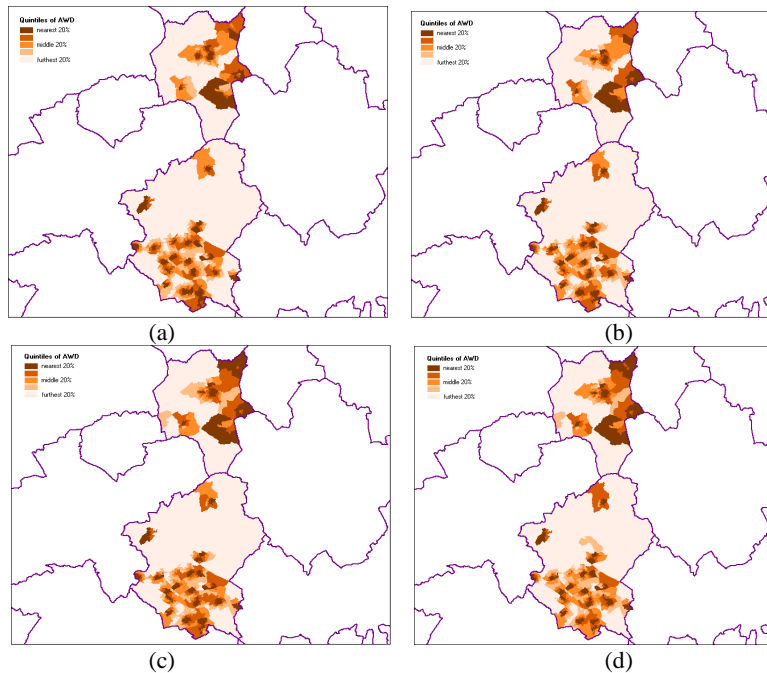 Quintiles of AWD
nearest 20%
middle 20%
furthest 20%
(a)
Quintiles of AWD
nearest 20%
middle 20%
furthest 20%
(b)
Quintiles of AWD
nearest 20%
middle 20%
furthest 20%
(c)
Quintiles of AWD
nearest 20%
middle 20%
furthest 20%
(d)